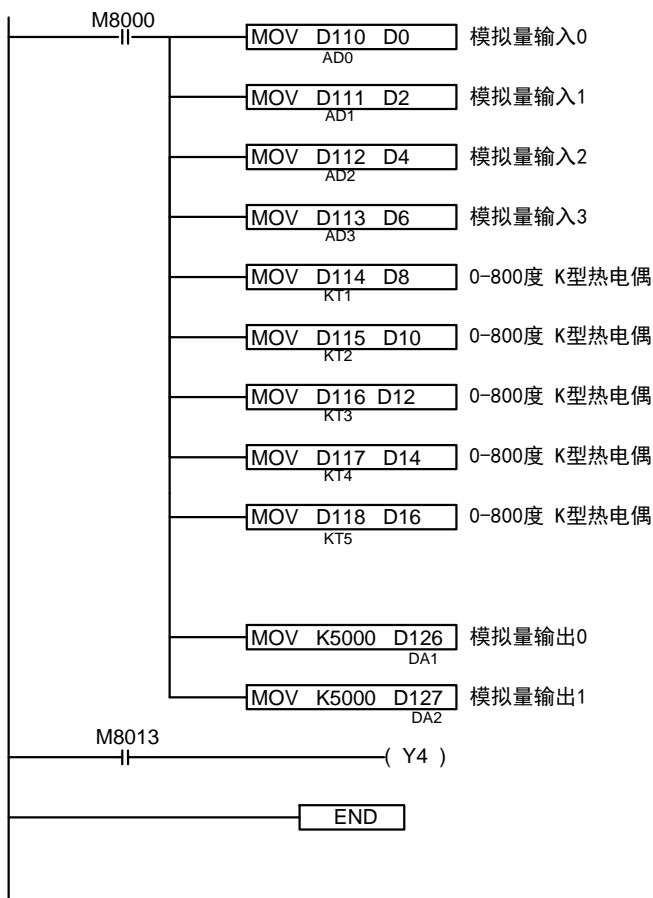 M8000
MOV D110 D0 模拟量输入0
AD0
MOV D111 D2 模拟量输入1
AD1
MOV D112 D4 模拟量输入2
AD2
MOV D113 D6 模拟量输入3
AD3
MOV D114 D8 0-800度 K型热电偶
KT1
MOV D115 D10 0-800度 K型热电偶
KT2
MOV D116 D12 0-800度 K型热电偶
KT3
MOV D117 D14 0-800度 K型热电偶
KT4
MOV D118 D16 0-800度 K型热电偶
KT5
MOV K5000 D126 模拟量输出0
DA1
MOV K5000 D127 模拟量输出1
DA2
M8013
( Y4 )
END